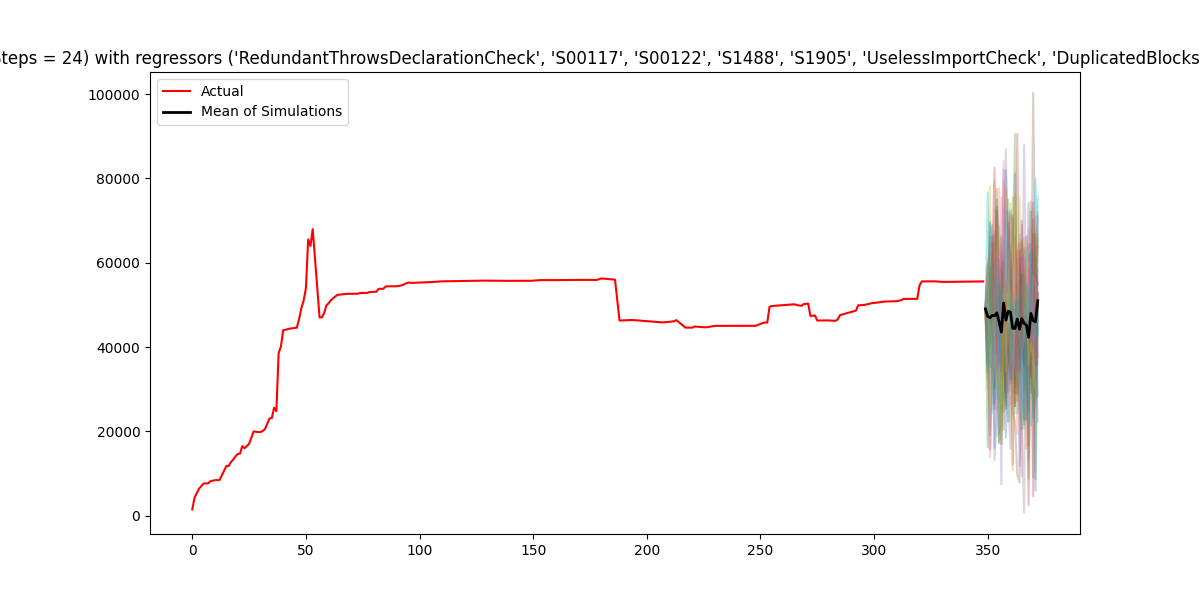 teps = 24) with regressors ('RedundantThrowsDeclarationCheck', 'S00117', 'S00122', 'S1488', 'S1905', 'UselessImportCheck', 'DuplicatedBlocks
Actual
Mean of Simulations
100000
80000
60000
40000
20000
0
0 50 100 150 200 250 300 350